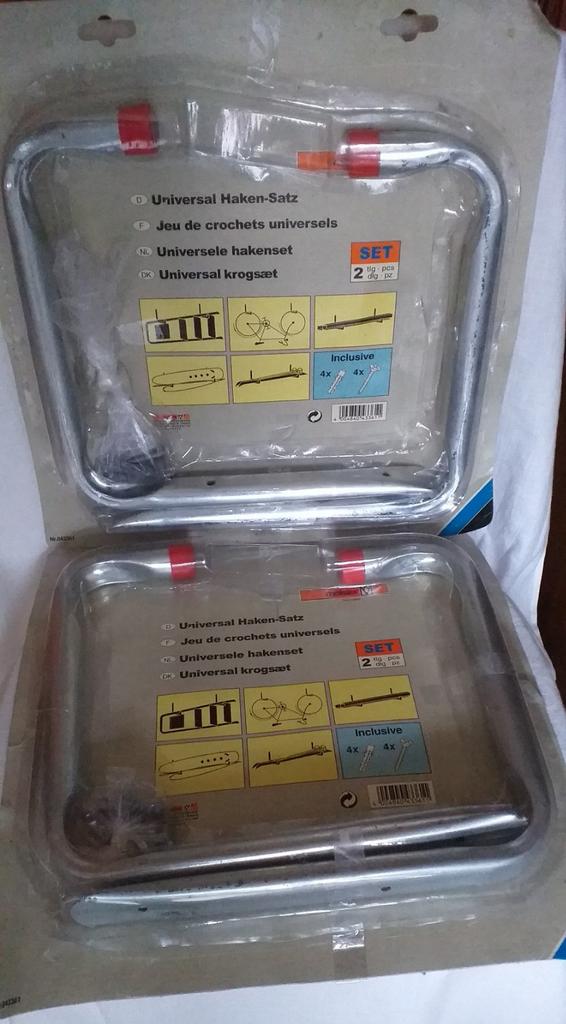 D Universal Haken-Satz
F Jeu de crochets universels
NL Universele hakenset
DK Universal krogsæt
SET
2 tlg · pcs
dlg · pz
Inclusive
4x 4x
Nr.043361
D Universal Haken-Satz
F Jeu de crochets universels
NL Universele hakenset
DK Universal krogsæt
SET
2 tlg · pcs
dlg · pz
Inclusive
4x 4x